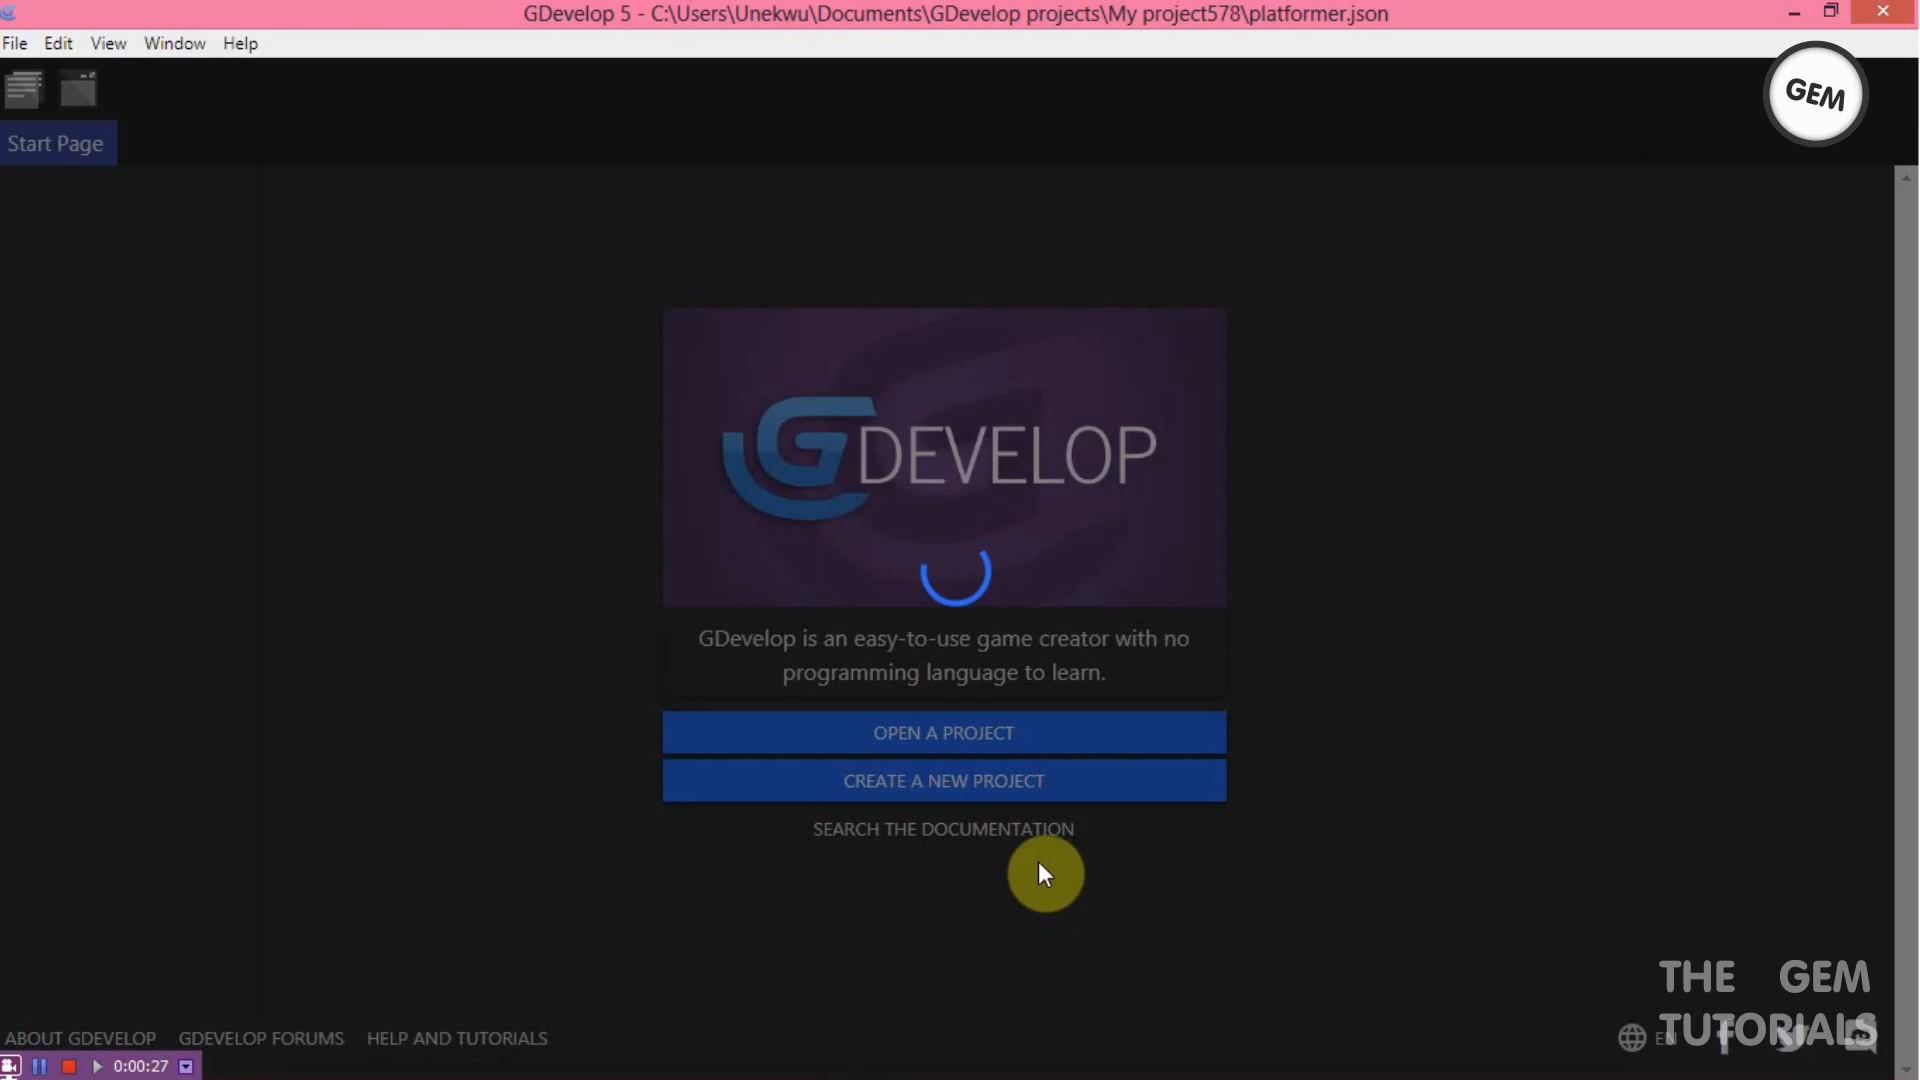 GDevelop 5 - C:\Users\Unekwu\Documents\GDevelop projects\My project578\platformer.json
File Edit View Window Help
GEM
Start Page
GDEVELOP
GDevelop is an easy-to-use game creator with no
programming language to learn.
OPEN A PROJECT
CREATE A NEW PROJECT
SEARCH THE DOCUMENTATION
THE GEM
TUTORIALS
ABOUT GDEVELOP GDEVELOP FORUMS HELP AND TUTORIALS
EN
0:00:27